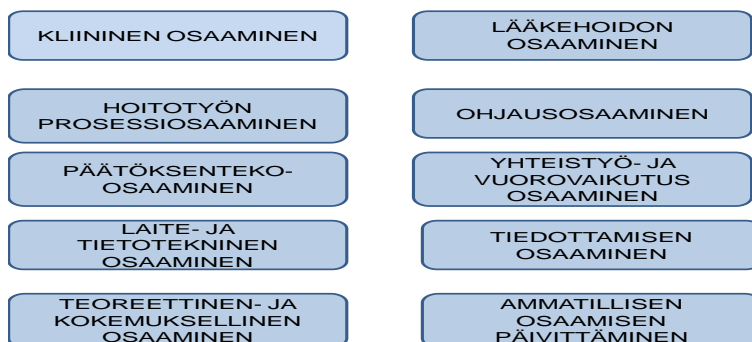 KLIININEN OSAAMINEN
LÄÄKEHOIDON
OSAAMINEN
HOITOTYÖN
PROSESSIOSAAMINEN
OHJAUSOSAAMINEN
PÄÄTÖKSENTEKO-
OSAAMINEN
YHTEISTYÖ- JA
VUOROVAIKUTUS
OSAAMINEN
LAITE- JA
TIETOTEKNINEN
OSAAMINEN
TIEDOTTAMISEN
OSAAMINEN
TEOREETTINEN- JA
KOKEMUKSELLINEN
OSAAMINEN
AMMATILLISEN
OSAAMISEN
PÄIVITTÄMINEN